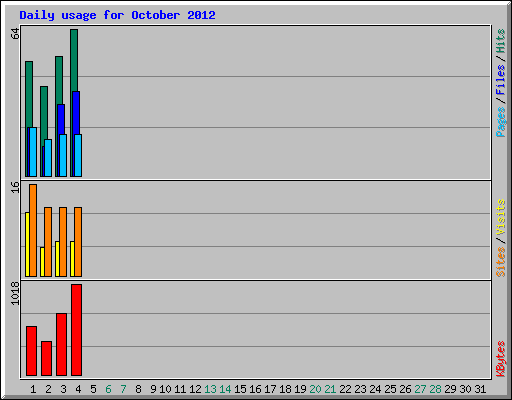 Daily usage for October 2012
64
Pages / Files / Hits
16
Sites / Visits
1018
KBytes
1 2 3 4 5 6 7 8 9 10 11 12 13 14 15 16 17 18 19 20 21 22 23 24 25 26 27 28 29 30 31